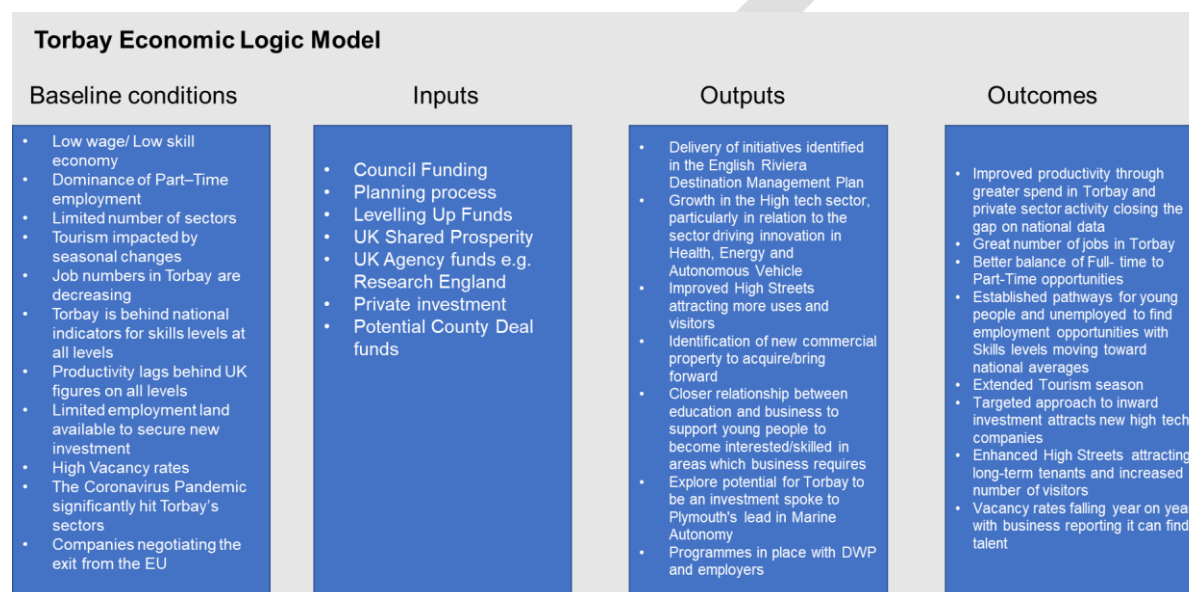 Torbay Economic Logic Model
Baseline conditions
• Low wage/ Low skill
economy
• Dominance of Part–Time
employment
• Limited number of sectors
• Tourism impacted by
seasonal changes
• Job numbers in Torbay are
decreasing
• Torbay is behind national
indicators for skills levels at
all levels
• Productivity lags behind UK
figures on all levels
• Limited employment land
available to secure new
investment
• High Vacancy rates
• The Coronavirus Pandemic
significantly hit Torbay’s
sectors
• Companies negotiating the
exit from the EU
Inputs
• Council Funding
• Planning process
• Levelling Up Funds
• UK Shared Prosperity
• UK Agency funds e.g.
Research England
• Private investment
• Potential County Deal
funds
Outputs
• Delivery of initiatives identified
in the English Riviera
Destination Management Plan
• Growth in the High tech sector,
particularly in relation to the
sector driving innovation in
Health, Energy and
Autonomous Vehicle
• Improved High Streets
attracting more uses and
visitors
• Identification of new commercial
property to acquire/bring
forward
• Closer relationship between
education and business to
support young people to
become interested/skilled in
areas which business requires
• Explore potential for Torbay to
be an investment spoke to
Plymouth's lead in Marine
Autonomy
• Programmes in place with DWP
and employers
Outcomes
• Improved productivity through
greater spend in Torbay and
private sector activity closing the
gap on national data
• Great number of jobs in Torbay
• Better balance of Full- time to
Part-Time opportunities
• Established pathways for young
people and unemployed to find
employment opportunities with
Skills levels moving toward
national averages
• Extended Tourism season
• Targeted approach to inward
investment attracts new high tech
companies
• Enhanced High Streets attracting
long-term tenants and increased
number of visitors
• Vacancy rates falling year on year
with business reporting it can find
talent